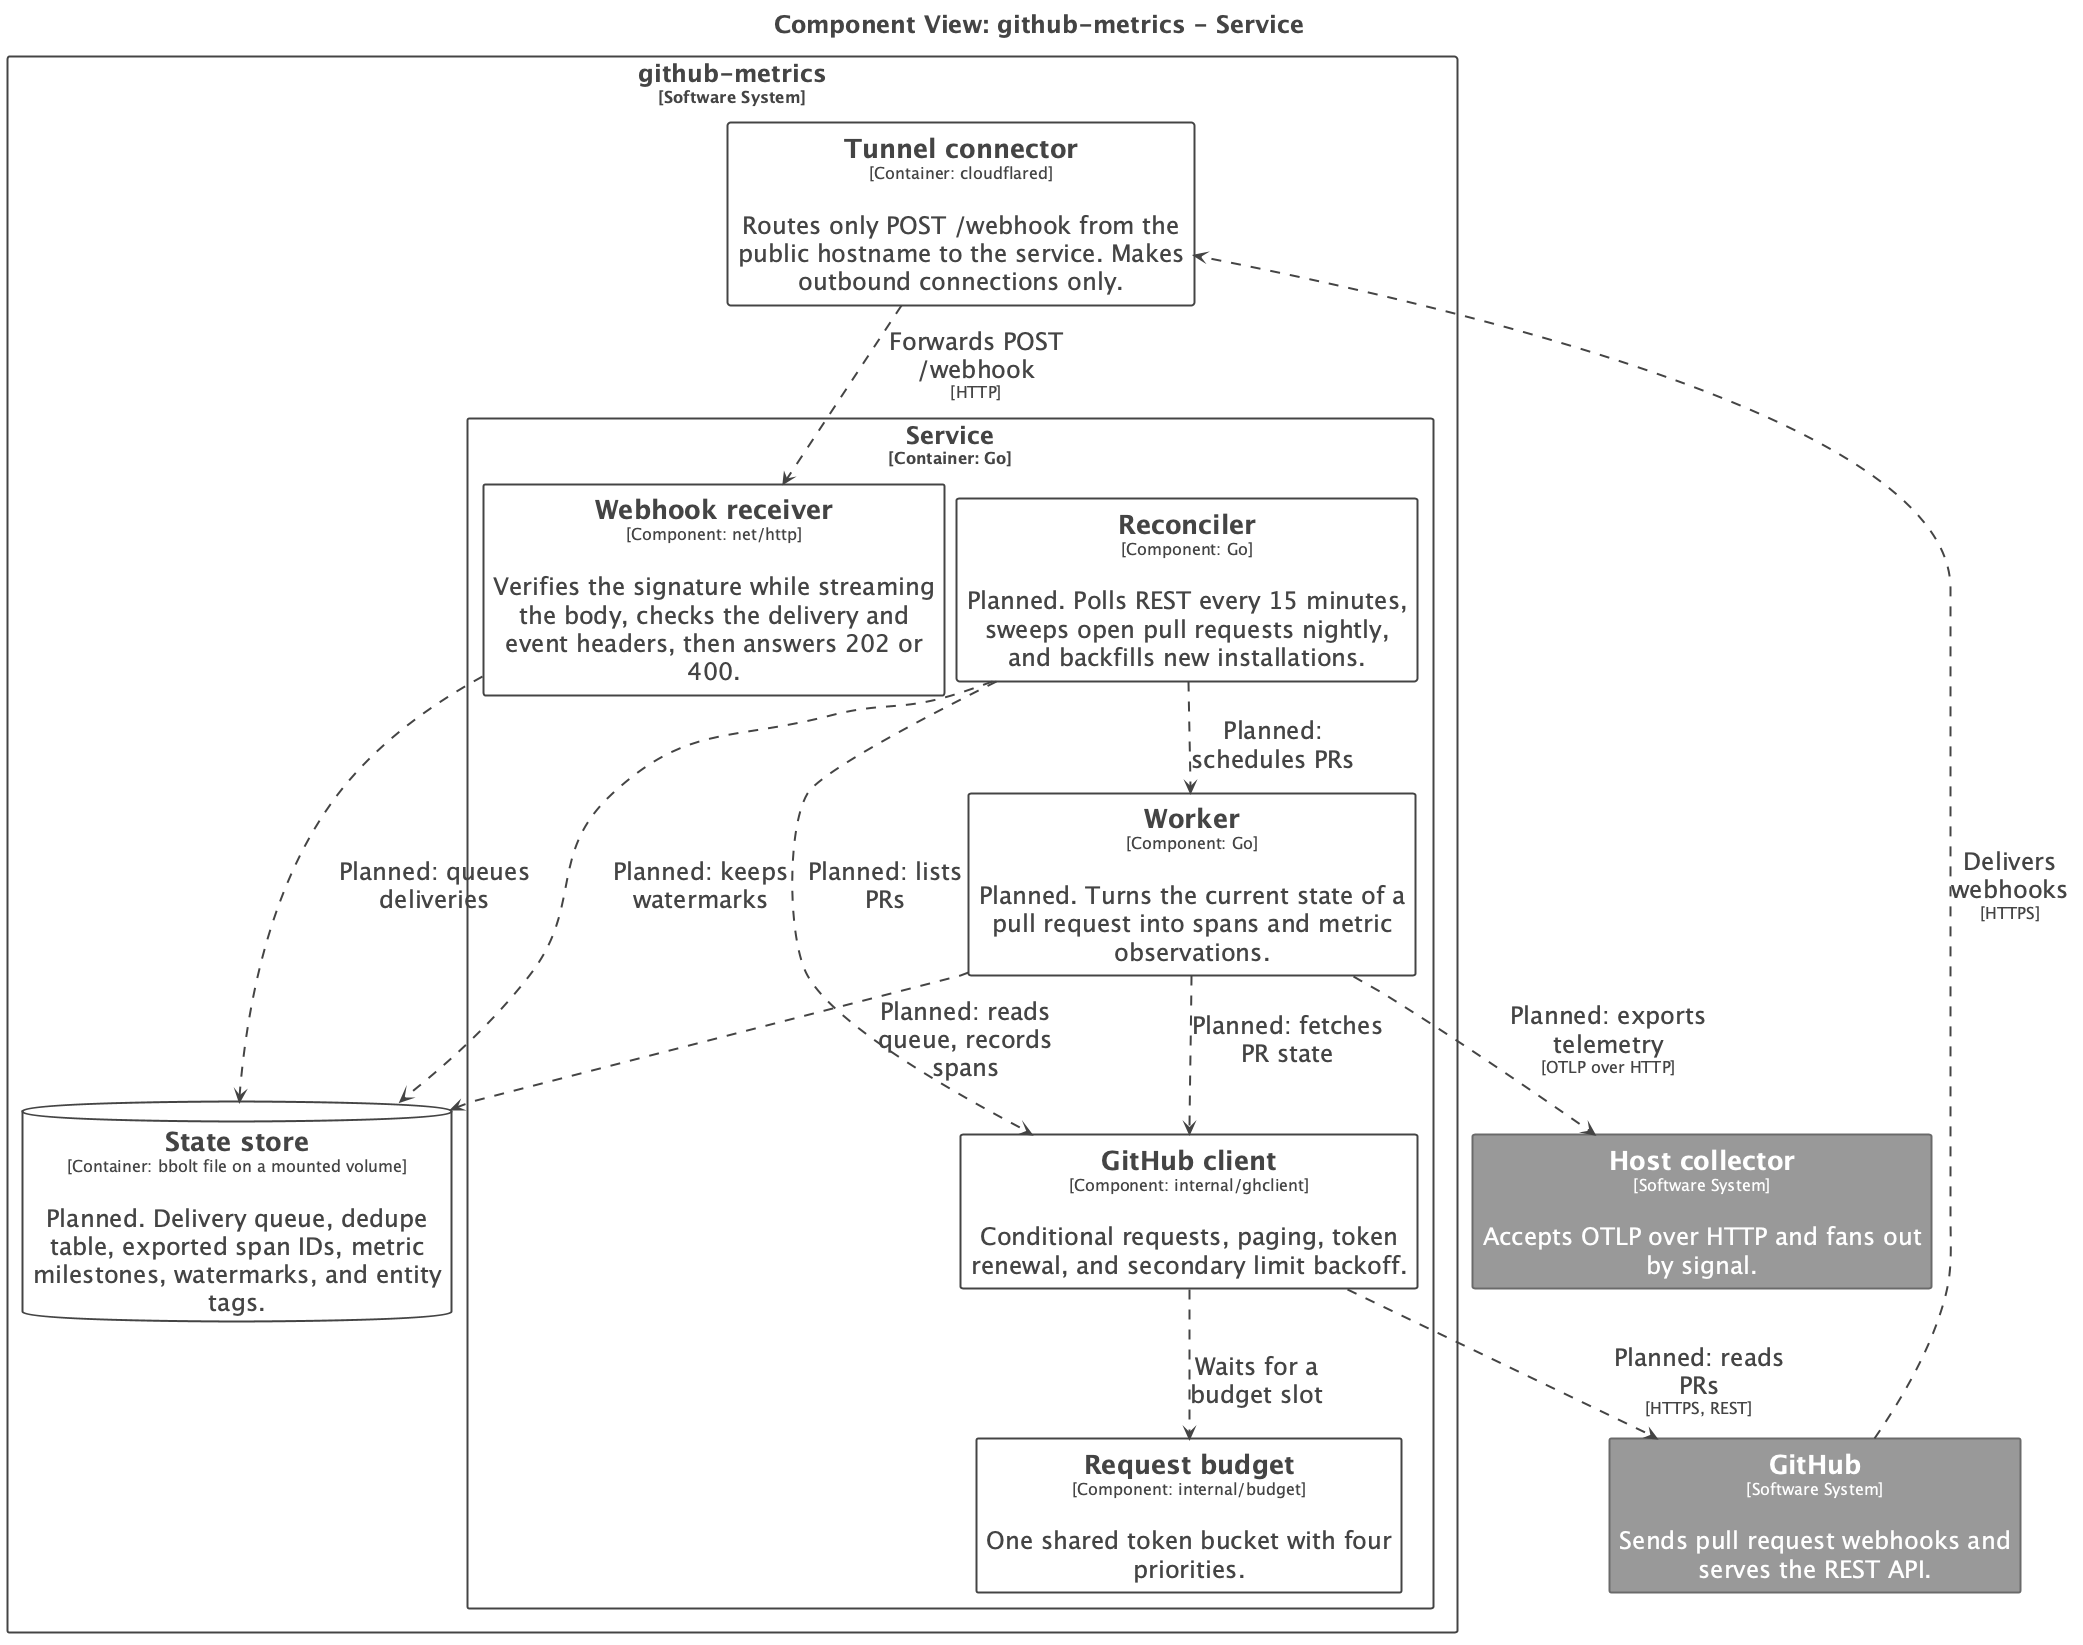 Component View: github-metrics - Service
github-metrics
[Software System]
Tunnel connector
[Container: cloudflared]
Routes only POST /webhook from the
public hostname to the service. Makes
outbound connections only.
Forwards POST
/webhook
[HTTP]
Service
[Container: Go]
Webhook receiver
[Component: net/http]
Verifies the signature while streaming
the body, checks the delivery and
event headers, then answers 202 or
400.
Reconciler
[Component: Go]
Planned. Polls REST every 15 minutes,
sweeps open pull requests nightly,
and backfills new installations.
Planned:
schedules PRs
Worker
[Component: Go]
Planned. Turns the current state of a
pull request into spans and metric
observations.
Planned: queues
deliveries
Planned: keeps
watermarks
Planned: lists
PRs
Delivers
webhooks
[HTTPS]
Planned: reads
queue, records
spans
Planned: fetches
PR state
Planned: exports
telemetry
[OTLP over HTTP]
State store
[Container: bbolt file on a mounted volume]
Planned. Delivery queue, dedupe
table, exported span IDs, metric
milestones, watermarks, and entity
tags.
GitHub client
[Component: internal/ghclient]
Conditional requests, paging, token
renewal, and secondary limit backoff.
Host collector
[Software System]
Accepts OTLP over HTTP and fans out
by signal.
Waits for a
budget slot
Planned: reads
PRs
[HTTPS, REST]
Request budget
[Component: internal/budget]
One shared token bucket with four
priorities.
GitHub
[Software System]
Sends pull request webhooks and
serves the REST API.